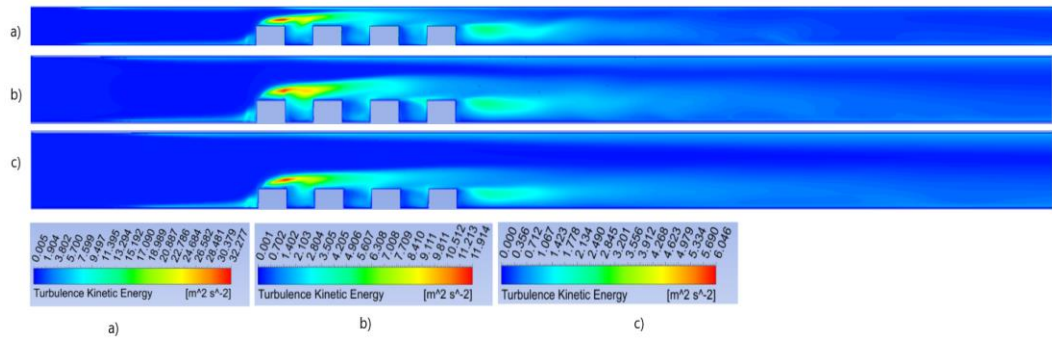 a)
b)
c)
0.005 1.904 3.802 5.700 7.599 9.497 11.395 13.294 15.192 17.090 18.989 20.887 22.786 24.684 26.582 28.481 30.379 32.277
Turbulence Kinetic Energy [m^2 s^-2]
a)
0.001 0.702 1.402 2.103 2.804 3.505 4.205 4.906 5.607 6.308 7.008 7.709 8.410 9.111 9.811 10.512 11.213 11.914
Turbulence Kinetic Energy [m^2 s^-2]
b)
0.000 0.356 0.712 1.067 1.423 1.778 2.134 2.490 2.845 3.201 3.556 3.912 4.268 4.623 4.979 5.334 5.690 6.046
Turbulence Kinetic Energy [m^2 s^-2]
c)